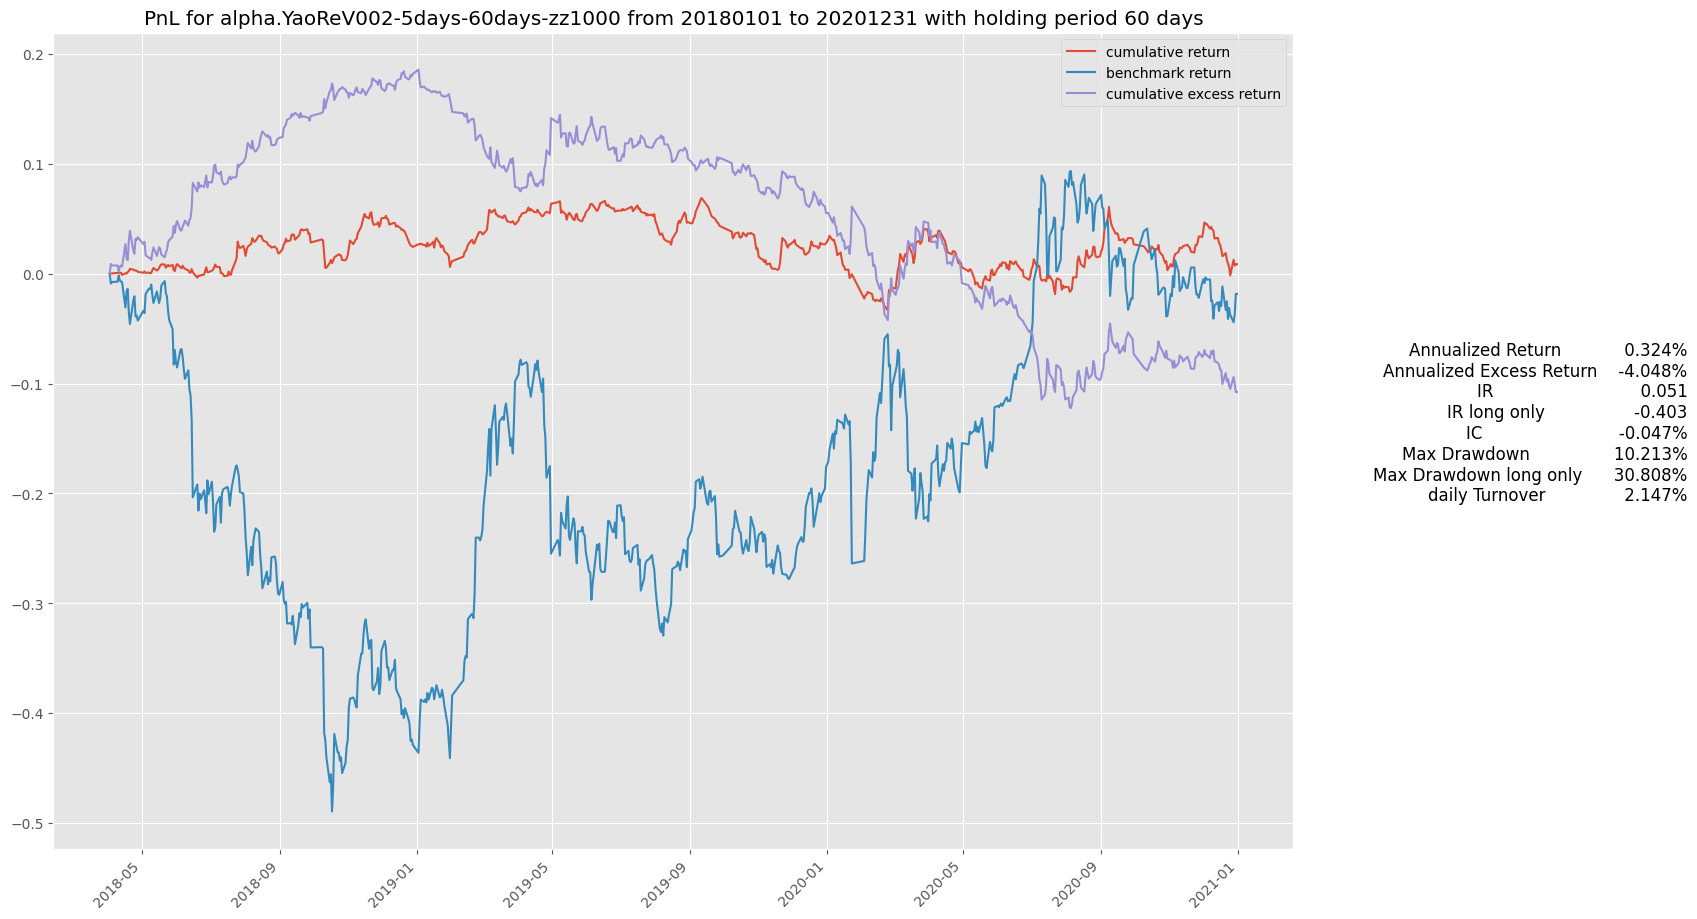 PnL for alpha.YaoReV002-5days-60days-zz1000 from 20180101 to 20201231 with holding period 60 days
cumulative return
benchmark return
cumulative excess return
0.2
0.1
0.0
−0.1
−0.2
−0.3
−0.4
−0.5
2018-05
2018-09
2019-01
2019-05
2019-09
2020-01
2020-05
2020-09
2021-01
Annualized Return 0.324%
Annualized Excess Return -4.048%
IR 0.051
IR long only -0.403
IC -0.047%
Max Drawdown 10.213%
Max Drawdown long only 30.808%
daily Turnover 2.147%